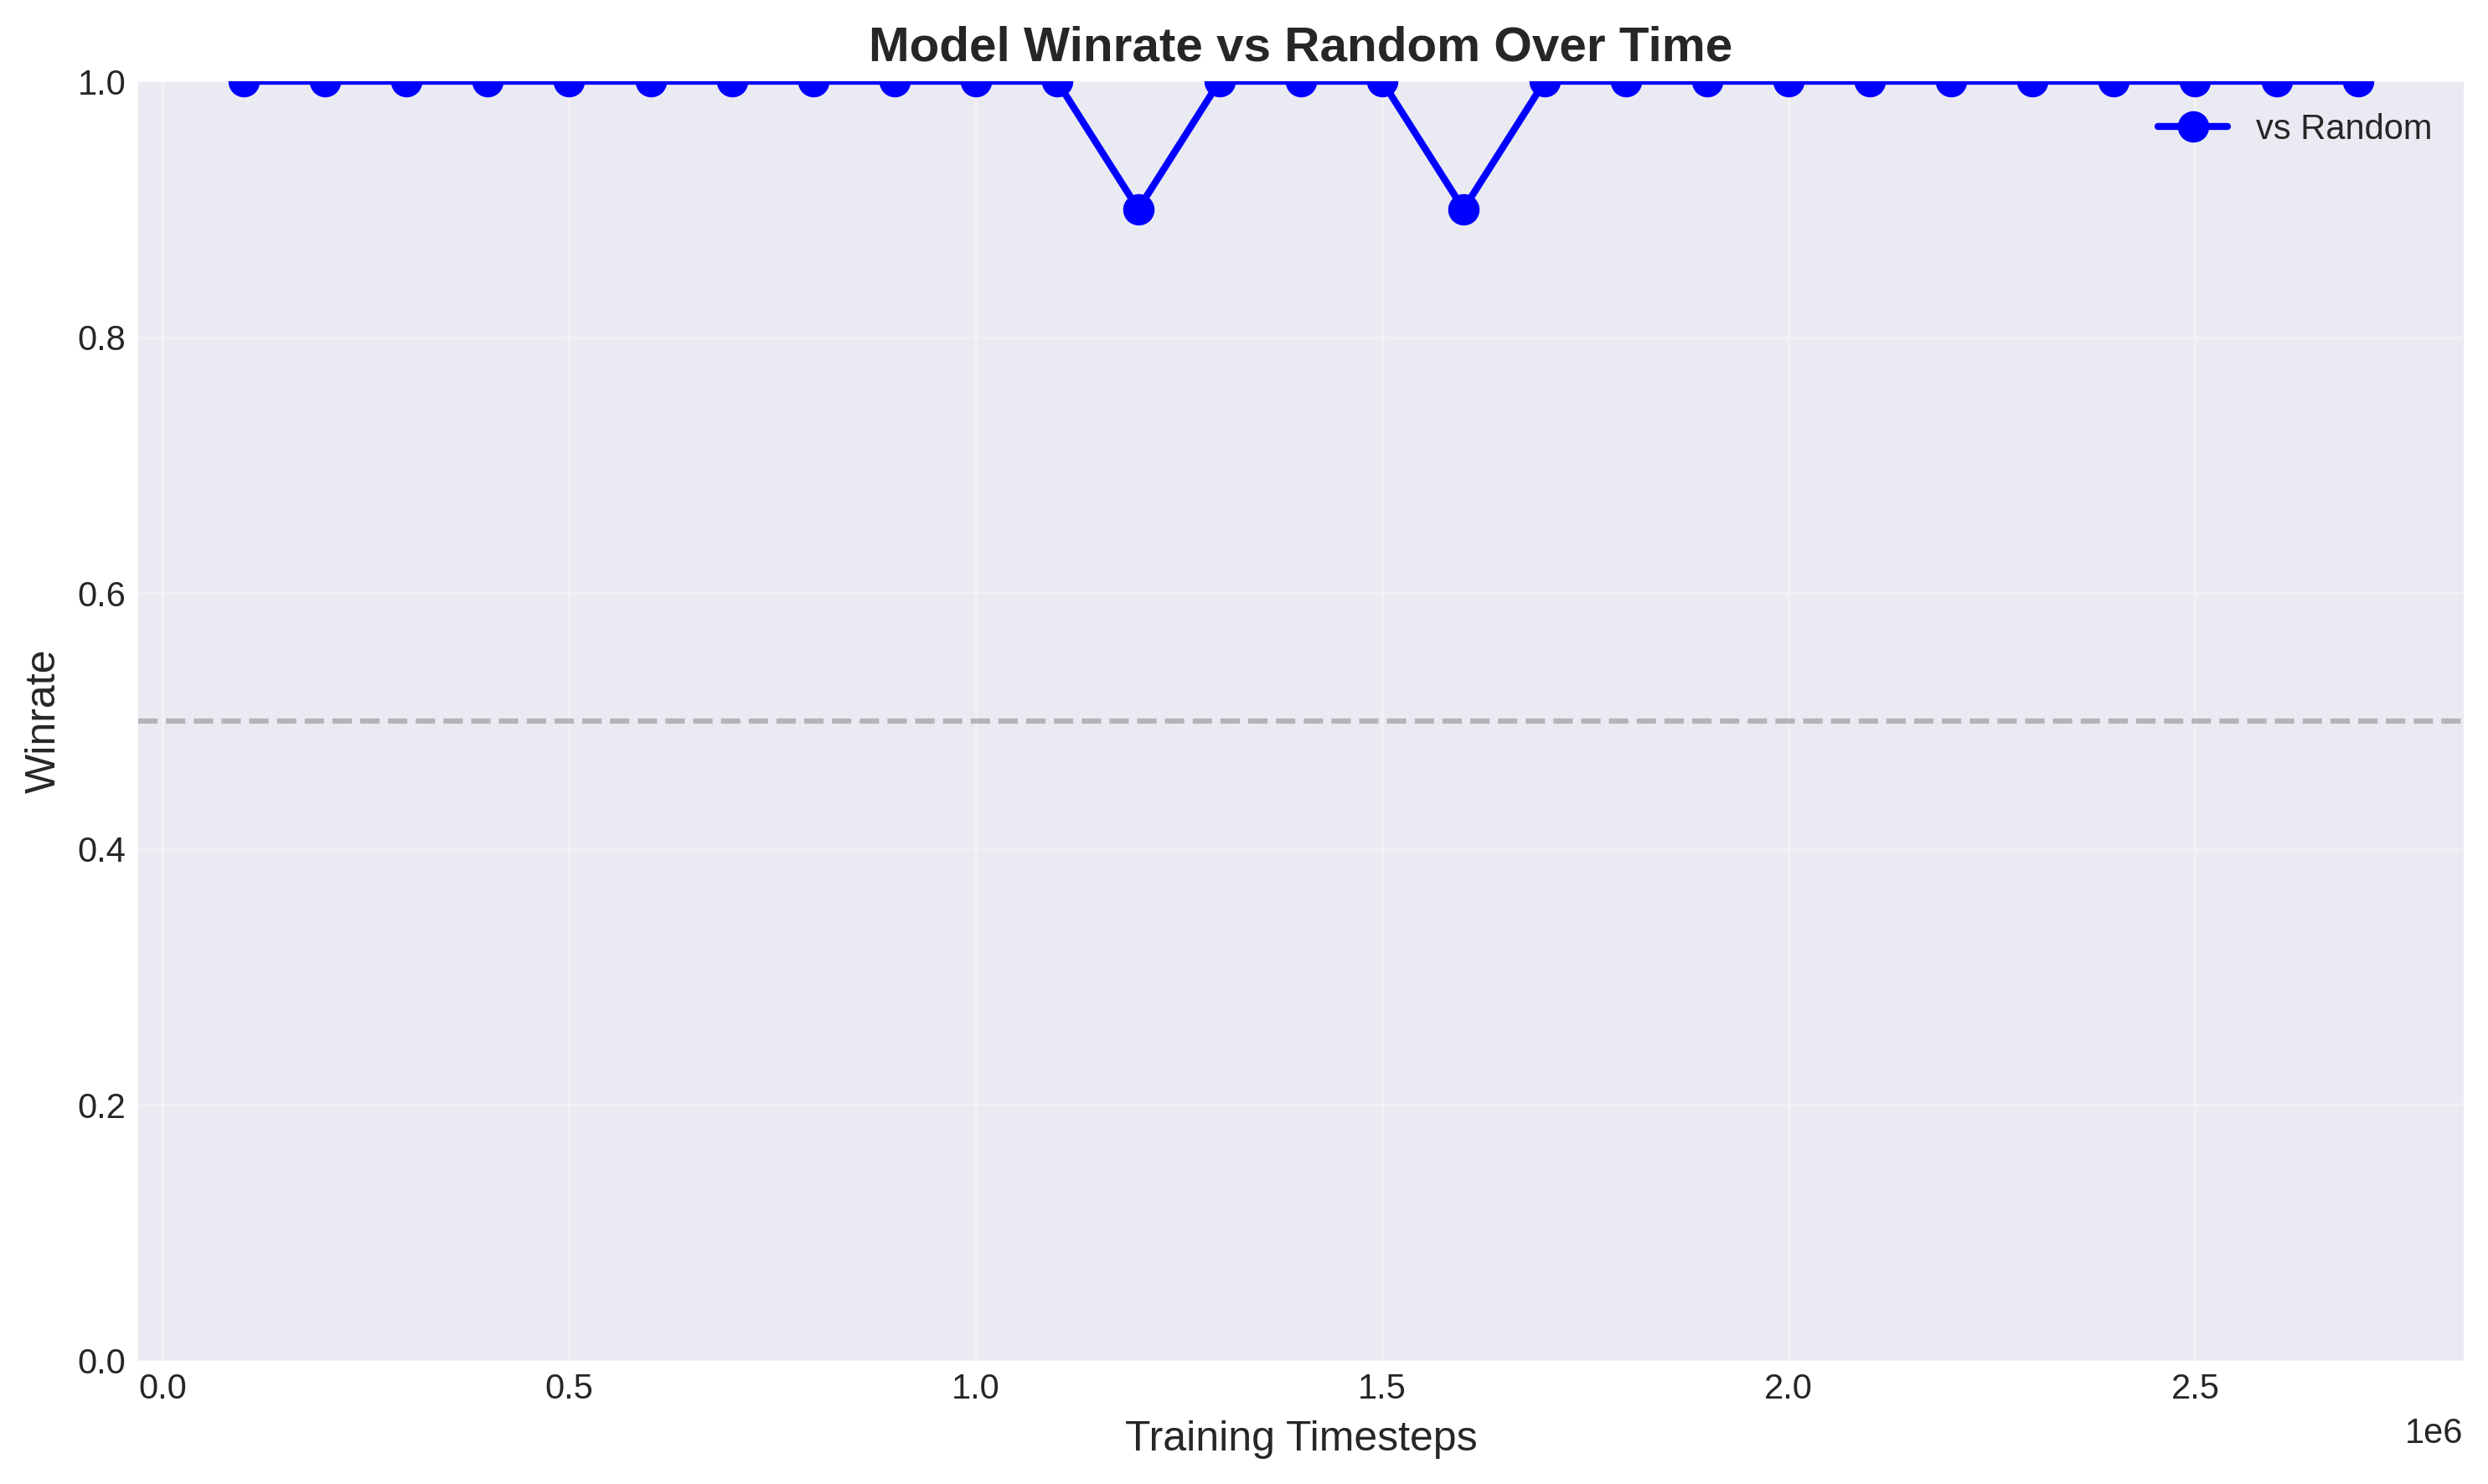 Model Winrate vs Random Over Time
1.0
0.8
0.6
0.4
0.2
0.0
Winrate
vs Random
0.0 0.5 1.0 1.5 2.0 2.5
1e6
Training Timesteps